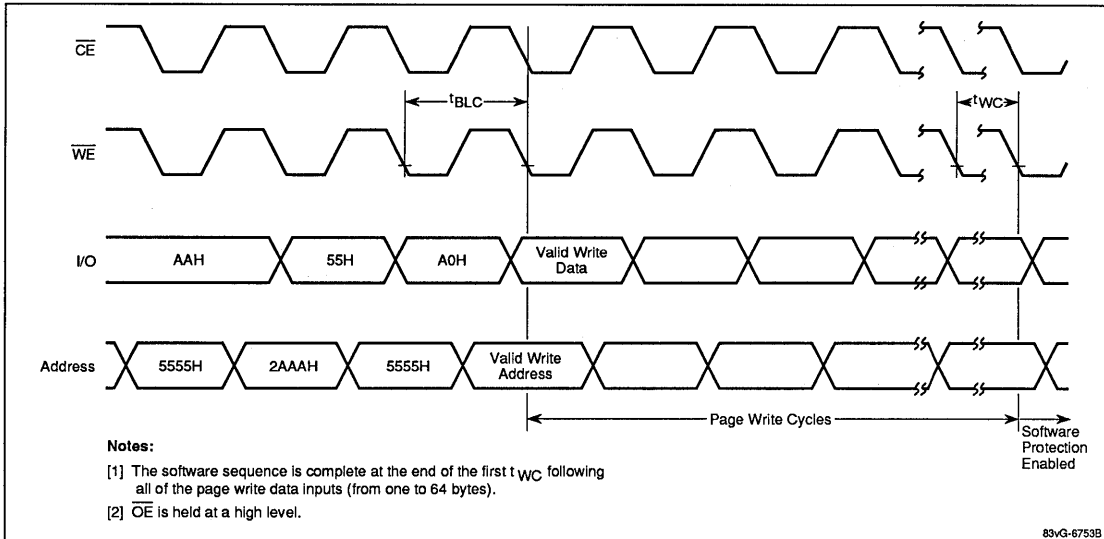 CE
tBLC
tWC
WE
I/O
AAH
55H
A0H
Valid Write
Data
Address
5555H
2AAAH
5555H
Valid Write
Address
Page Write Cycles
Software
Protection
Enabled
Notes:
[1] The software sequence is complete at the end of the first tWC following
all of the page write data inputs (from one to 64 bytes).
[2] OE is held at a high level.
83vG-6753B